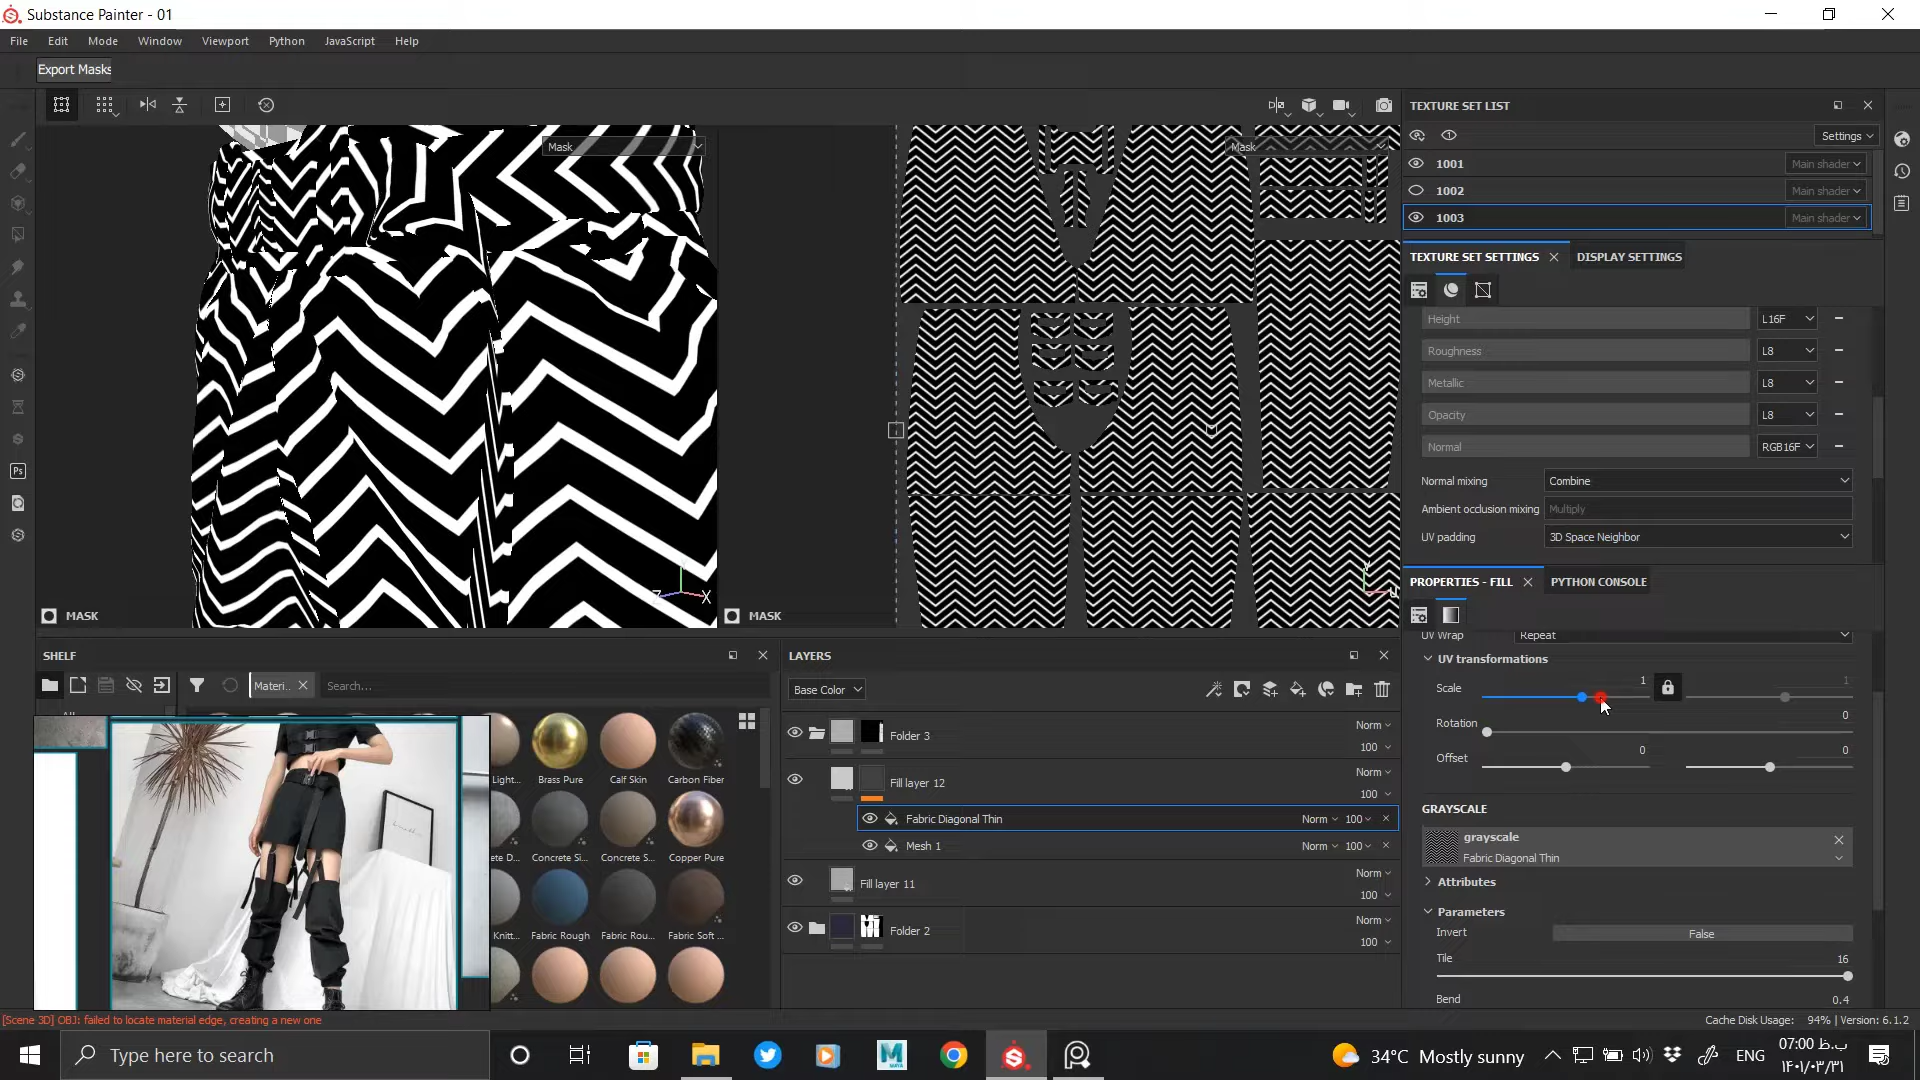 Substance Painter - 01
File Edit Mode Window Viewport Python JavaScript Help
Export Masks
Mask
Mask
MASK
MASK
TEXTURE SET LIST
Settings
1001 Main shader
1002 Main shader
1003 Main shader
TEXTURE SET SETTINGS DISPLAY SETTINGS
Height L16F
Roughness L8
Metallic L8
Opacity L8
Normal RGB16F
Normal mixing Combine
Ambient occlusion mixing Multiply
UV padding 3D Space Neighbor
PROPERTIES - FILL PYTHON CONSOLE
UV Wrap Repeat
UV transformations
Scale 1 1
Rotation 0
Offset 0 0
GRAYSCALE
grayscale
Fabric Diagonal Thin
Attributes
Parameters
Invert False
Tile 16
Bend 0.4
SHELF
Materi... Search...
All
Light... Brass Pure Calf Skin Carbon Fiber
te D... Concrete Si... Concrete S... Copper Pure
Knitt... Fabric Rough Fabric Rou... Fabric Soft ...
LAYERS
Base Color
Folder 3 Norm 100
Fill layer 12 Norm 100
Fabric Diagonal Thin Norm 100
Mesh 1 Norm 100
Fill layer 11 Norm 100
Folder 2 Norm 100
[Scene 3D] OBJ: failed to locate material edge, creating a new one
Cache Disk Usage: 94% | Version: 6.1.2
Type here to search
34°C Mostly sunny
ENG
07:00 ب.ظ
۱۴۰۱/۰۳/۳۱